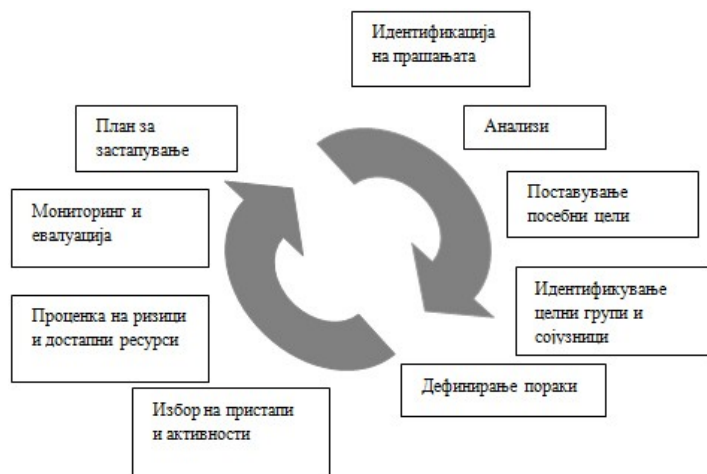 Идентификација
на прашањата
Анализи
Поставување
посебни цели
Идентификување
целни групи и
сојузници
Дефинирање пораки
Избор на пристапи
и активности
Проценка на ризици
и достапни ресурси
Мониторинг и
евалуација
План за
застапување